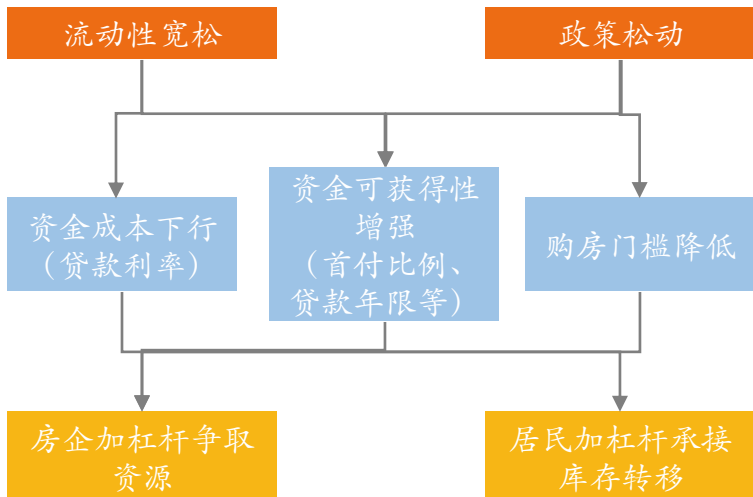 流动性宽松
政策松动
资金成本下行
（贷款利率）
资金可获得性
增强
（首付比例、
贷款年限等）
购房门槛降低
房企加杠杆争取
资源
居民加杠杆承接
库存转移